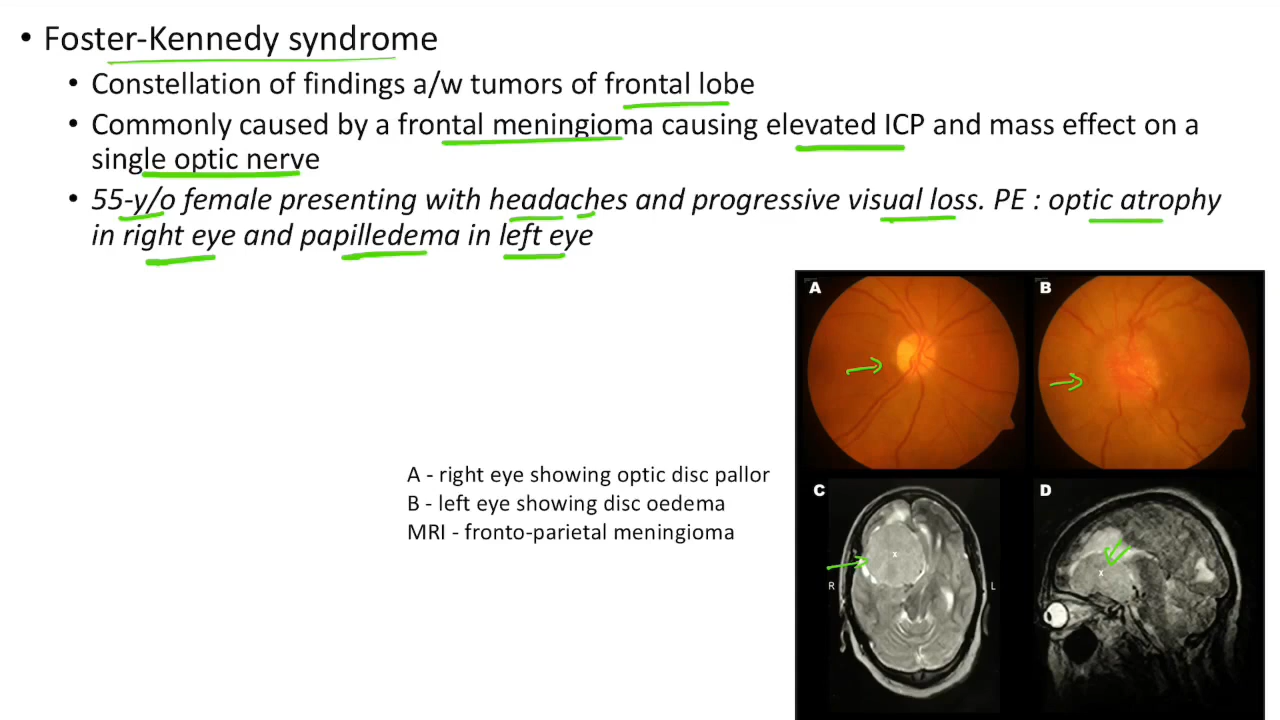 • Foster-Kennedy syndrome
• Constellation of findings a/w tumors of frontal lobe
• Commonly caused by a frontal meningioma causing elevated ICP and mass effect on a
single optic nerve
• 55-y/o female presenting with headaches and progressive visual loss. PE : optic atrophy
in right eye and papilledema in left eye
A
B
A - right eye showing optic disc pallor
B - left eye showing disc oedema
MRI - fronto-parietal meningioma
C
D
x
x
R
L